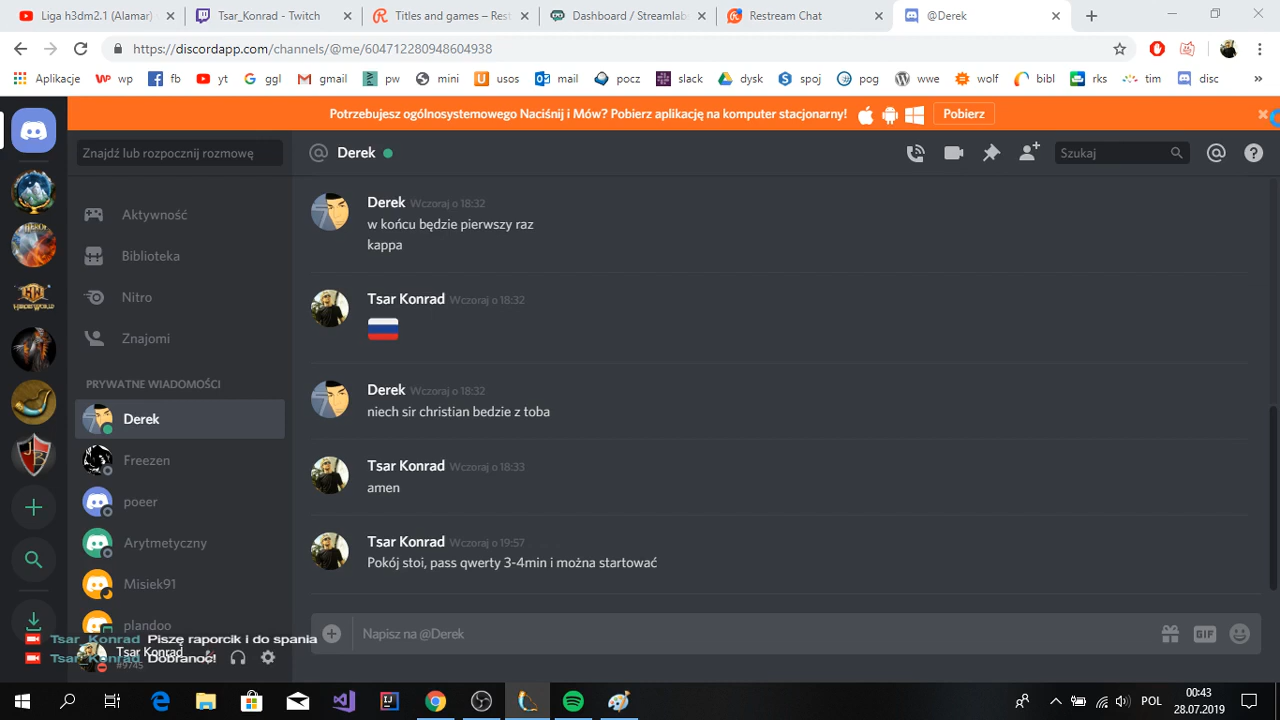 Liga h3dm2.1 (Alamar)
Tsar_Konrad - Twitch
Titles and games – Rest
Dashboard / Streamlab
Restream Chat
@Derek
https://discordapp.com/channels/@me/604712280948604938
Aplikacje wp fb yt ggl gmail pw mini usos mail pocz slack dysk spoj pog wwe wolf bibl rks tim disc »
Potrzebujesz ogólnosystemowego Naciśnij i Mów? Pobierz aplikację na komputer stacjonarny! Pobierz
Znajdź lub rozpocznij rozmowę
@ Derek
Szukaj
Aktywność
Biblioteka
Nitro
Znajomi
PRYWATNE WIADOMOŚCI
Derek
Freezen
poeer
Arytmetyczny
Misiek91
plandoo
Tsar_Konrad Piszę raporcik i do spania
Tsar_Konrad Dobranoc!
Tsar Konrad
#9745
Derek Wczoraj o 18:32
w końcu będzie pierwszy raz
kappa
Tsar Konrad Wczoraj o 18:32
Derek Wczoraj o 18:32
niech sir christian bedzie z toba
Tsar Konrad Wczoraj o 18:33
amen
Tsar Konrad Wczoraj o 19:57
Pokój stoi, pass qwerty 3-4min i można startować
Napisz na @Derek
GIF
POL
00:43
28.07.2019